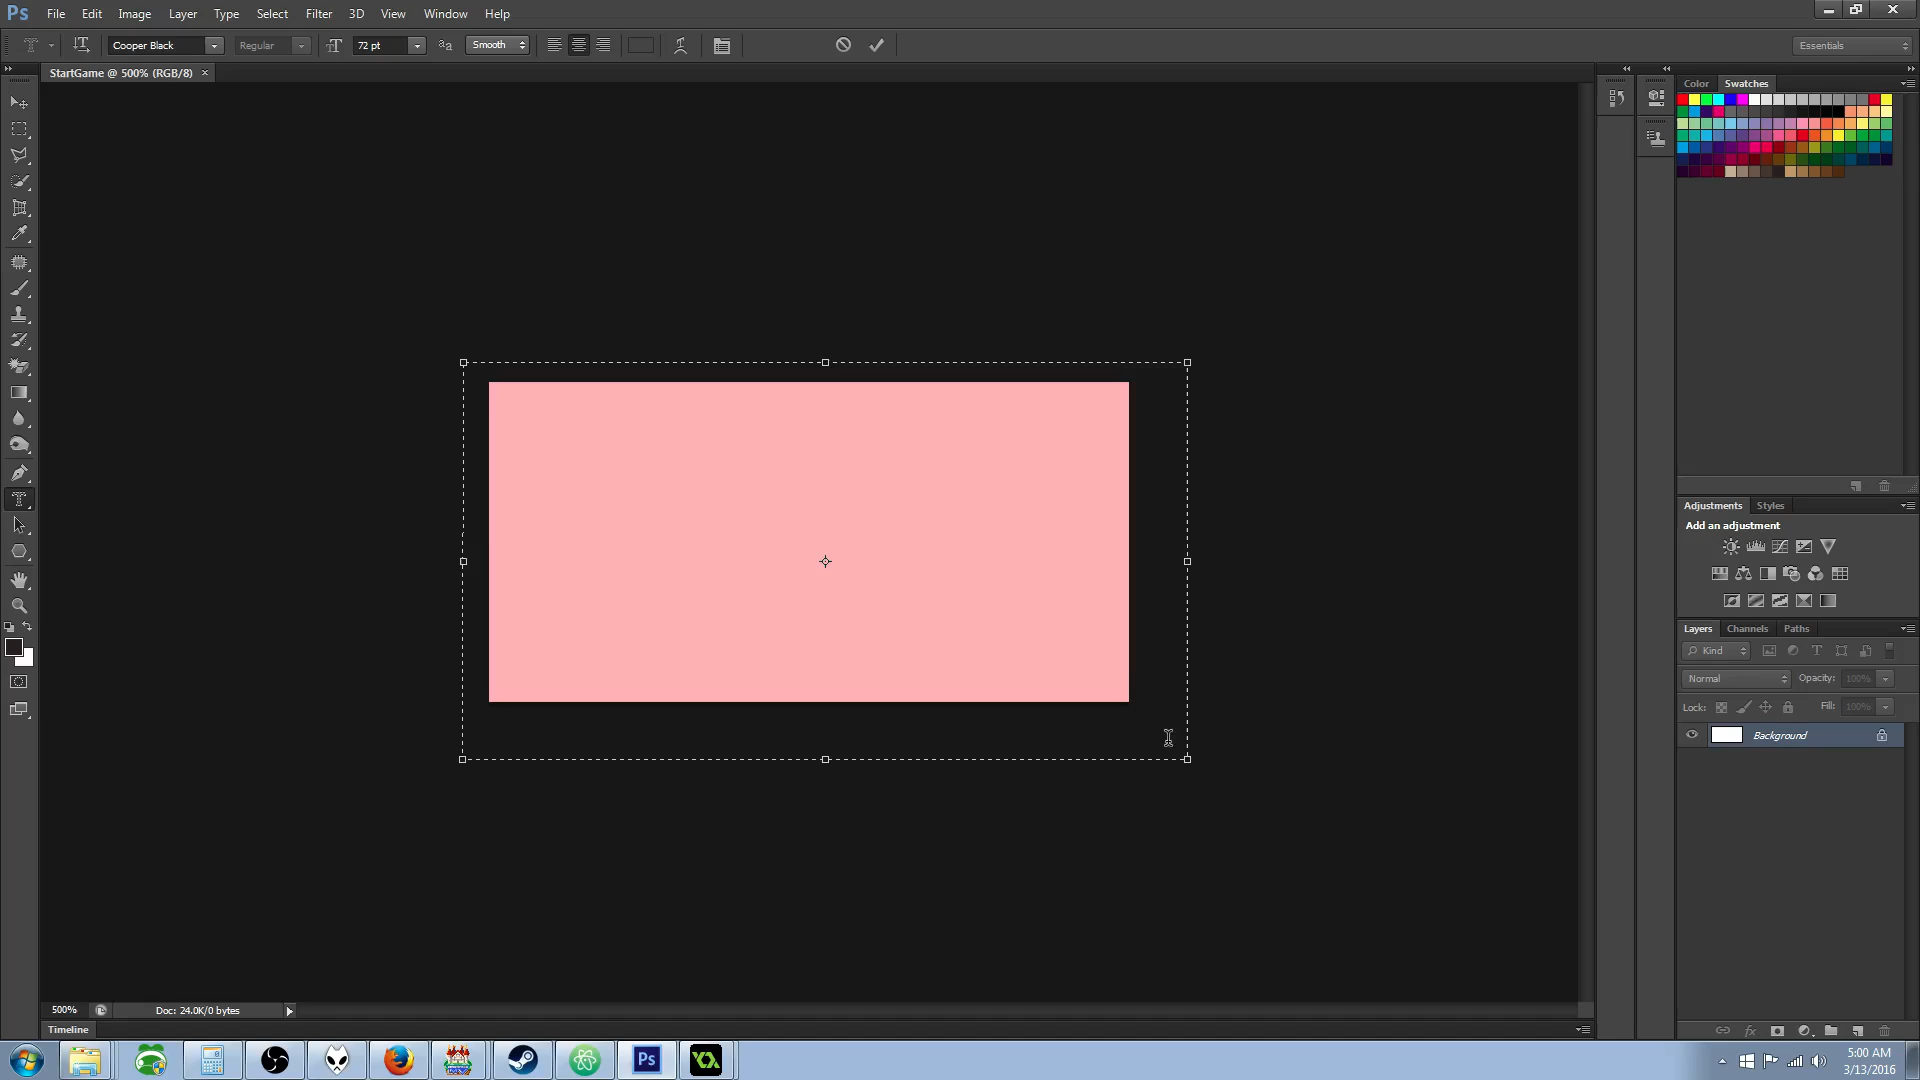 Ps File Edit Image Layer Type Select Filter 3D View Window Help
Cooper Black Regular 72 pt Smooth Essentials
StartGame @ 500% (RGB/8)
Color Swatches
Adjustments Styles
Add an adjustment
Layers Channels Paths
Kind
Normal Opacity: 100%
Lock: Fill: 100%
Background
500% Doc: 24.0K/0 bytes
Timeline
Ps
5:00 AM
3/13/2016